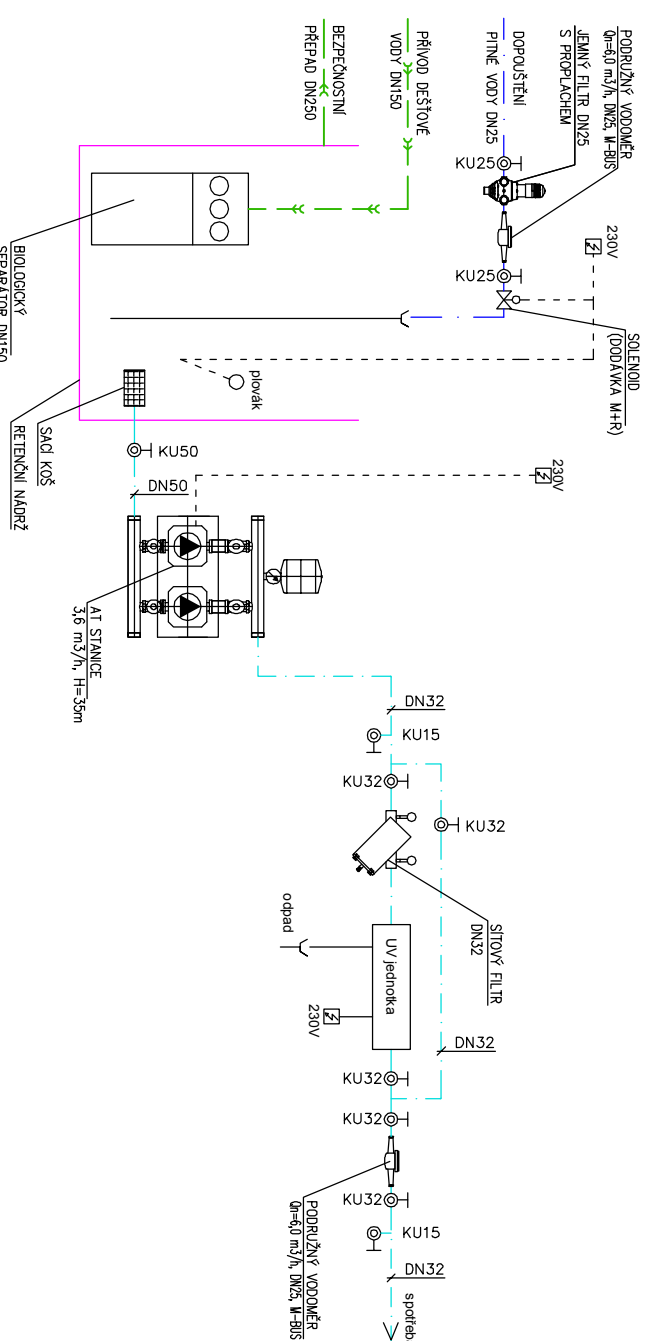 PODRUŽNÝ VODOMĚR
Qn=6,0 m3/h, DN25, M-BUS
JEMNÝ FILTR DN25
S PROPLACHEM
DOPOUŠTĚNÍ
PITNÉ VODY DN25
PŘÍVOD DEŠŤOVÉ
VODY DN150
BEZPEČNOSTNÍ
PŘEPAD DN250
KU25
KU25
230V
SOLENOID
(DODÁVKA M+R)
plovák
BIOLOGICKÝ
SEPARÁTOR DN150
SACÍ KOŠ
RETENČNÍ NÁDRŽ
KU50
DN50
230V
AT STANICE
3,6 m3/h, H=35m
DN32
KU15
KU32
KU32
SÍTOVÝ FILTR
DN32
odpad
UV jednotka
230V
DN32
KU32
KU32
KU32
PODRUŽNÝ VODOMĚR
Qn=6,0 m3/h, DN25, M-BUS
KU15
DN32
spotřeb